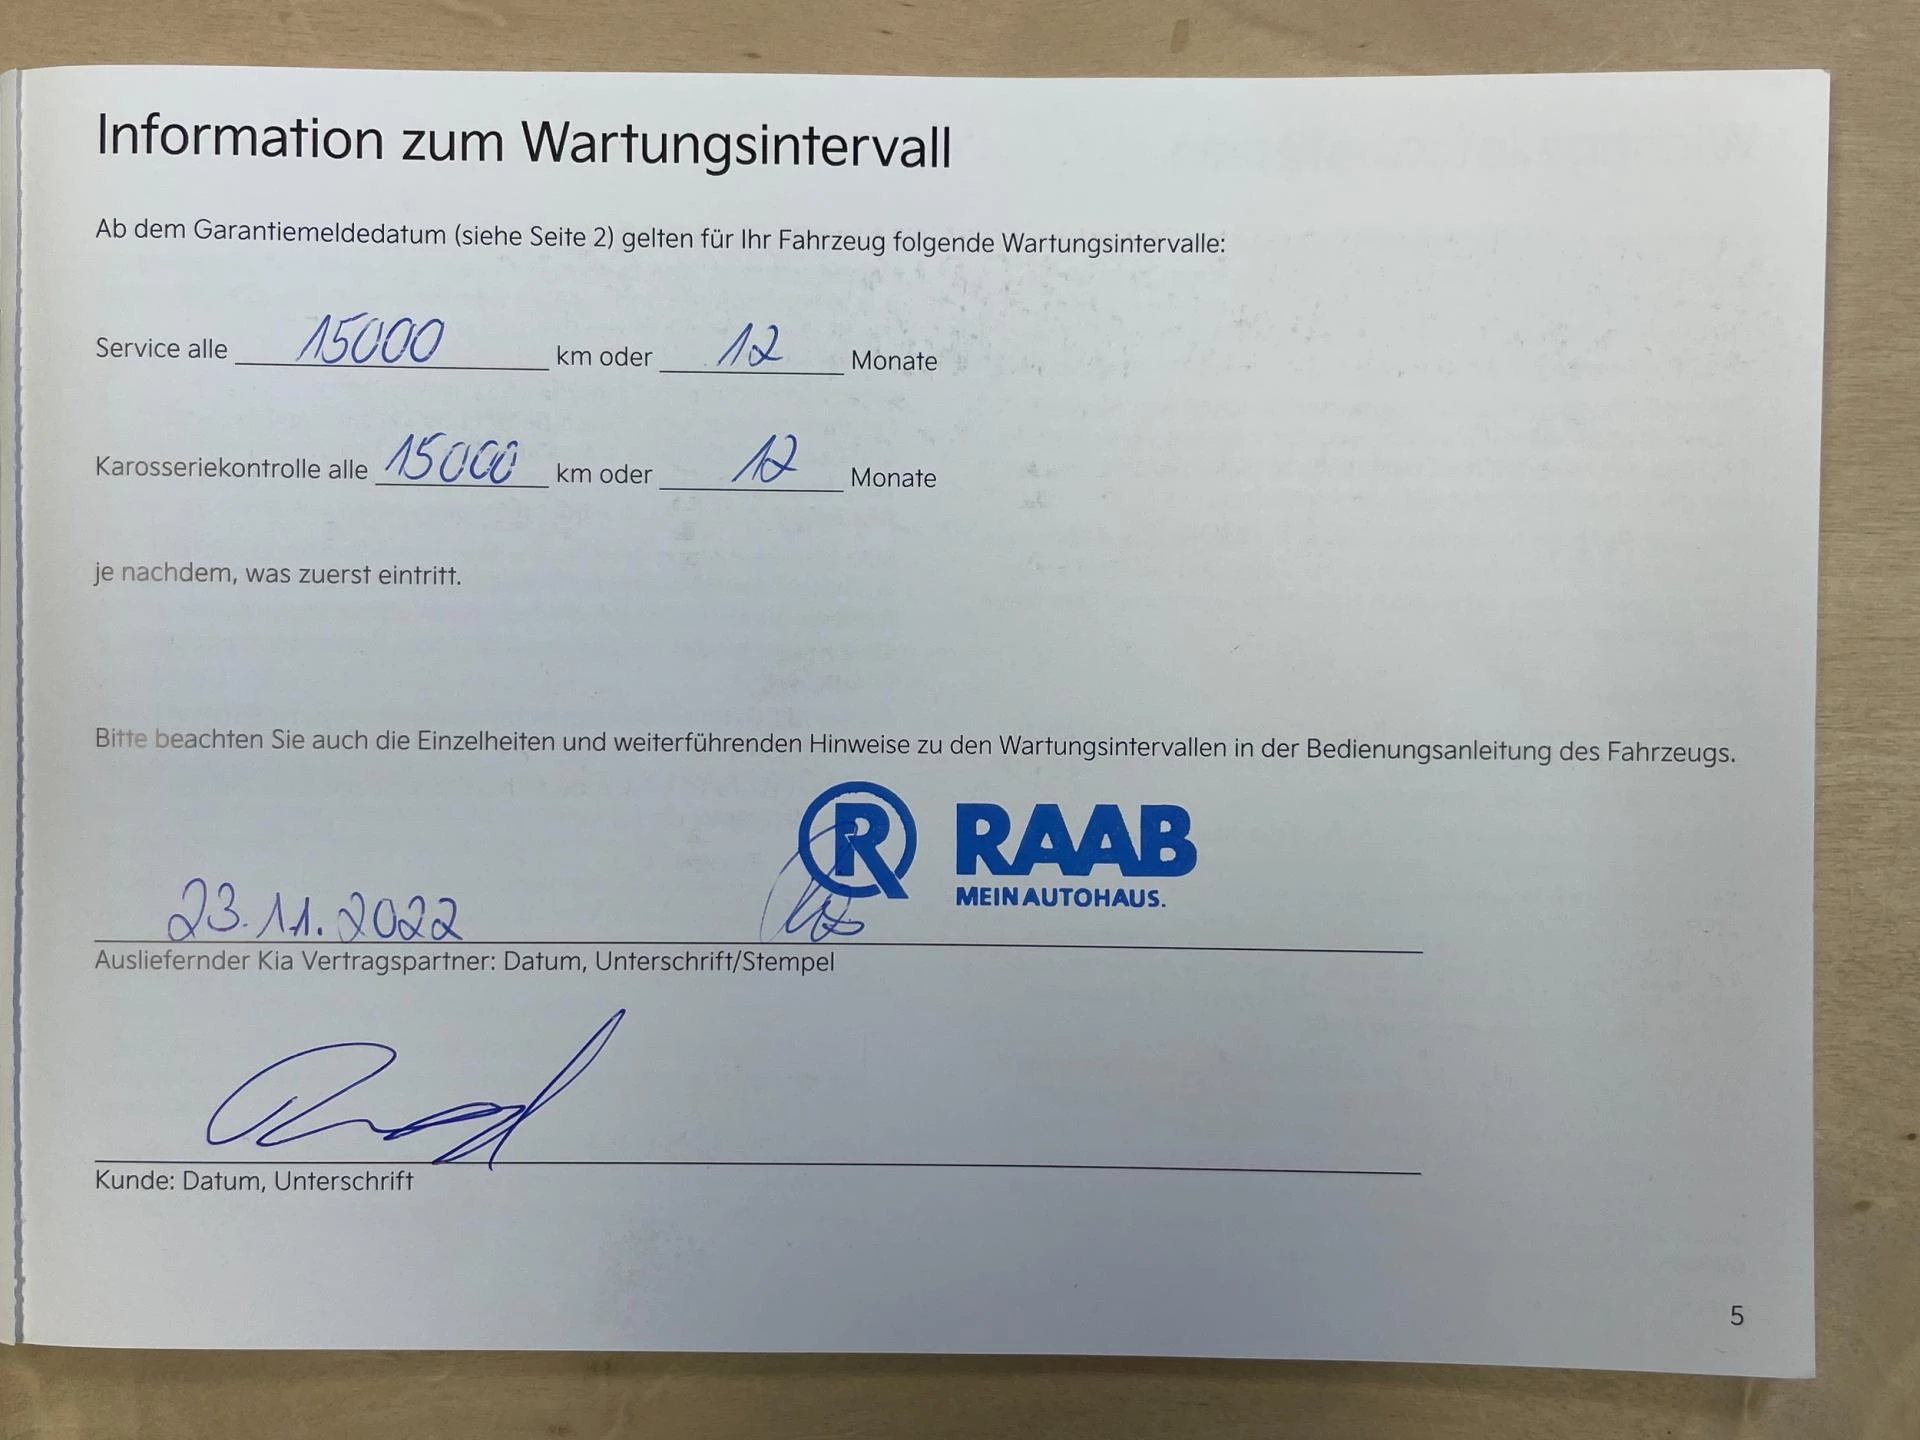 Information zum Wartungsintervall
Ab dem Garantiemeldedatum (siehe Seite 2) gelten für Ihr Fahrzeug folgende Wartungsintervalle:
Service alle 15000 km oder 12 Monate
Karosseriekontrolle alle 15000 km oder 12 Monate
je nachdem, was zuerst eintritt.
Bitte beachten Sie auch die Einzelheiten und weiterführenden Hinweise zu den Wartungsintervallen in der Bedienungsanleitung des Fahrzeugs.
R RAAB
MEIN AUTOHAUS.
23.11.2022
Ausliefernder Kia Vertragspartner: Datum, Unterschrift/Stempel
Kunde: Datum, Unterschrift
5